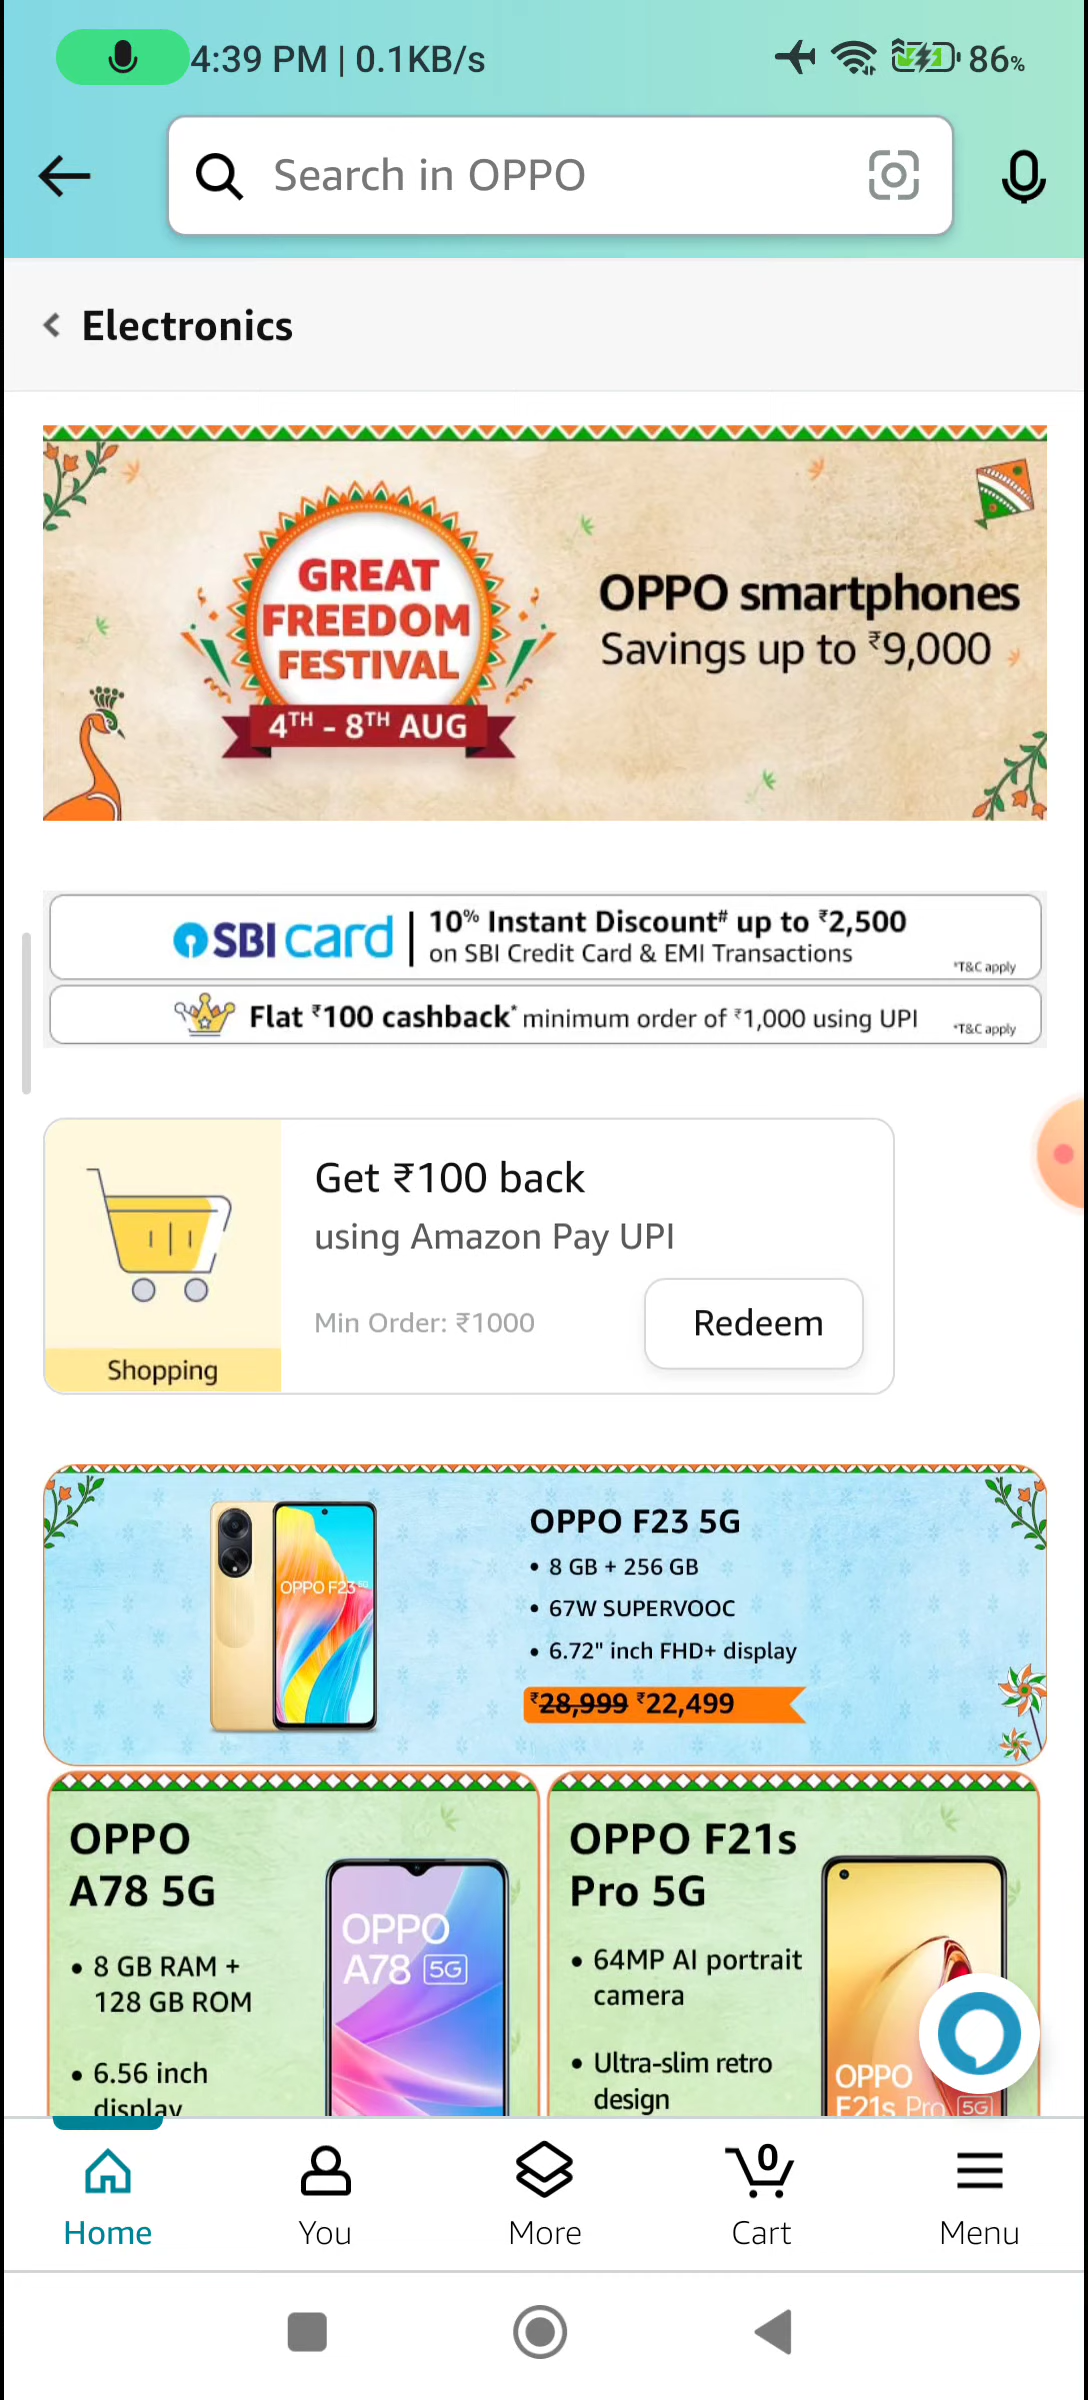 4:39 PM | 0.1KB/s
86%
Search in OPPO
Electronics
GREAT
FREEDOM
FESTIVAL
4TH - 8TH AUG
OPPO smartphones
Savings up to ₹9,000
SBI card
10% Instant Discount# up to ₹2,500
on SBI Credit Card & EMI Transactions
*T&C apply
Flat ₹100 cashback* minimum order of ₹1,000 using UPI
*T&C apply
Get ₹100 back
using Amazon Pay UPI
Min Order: ₹1000
Redeem
Shopping
OPPO F23 5G
• 8 GB + 256 GB
• 67W SUPERVOOC
• 6.72" inch FHD+ display
₹28,999 ₹22,499
OPPO F23 5G
OPPO
A78 5G
• 8 GB RAM +
128 GB ROM
• 6.56 inch
display
OPPO
A78 5G
OPPO F21s
Pro 5G
• 64MP AI portrait
camera
• Ultra-slim retro
design
OPPO
F21s Pro 5G
Home
You
More
0
Cart
Menu